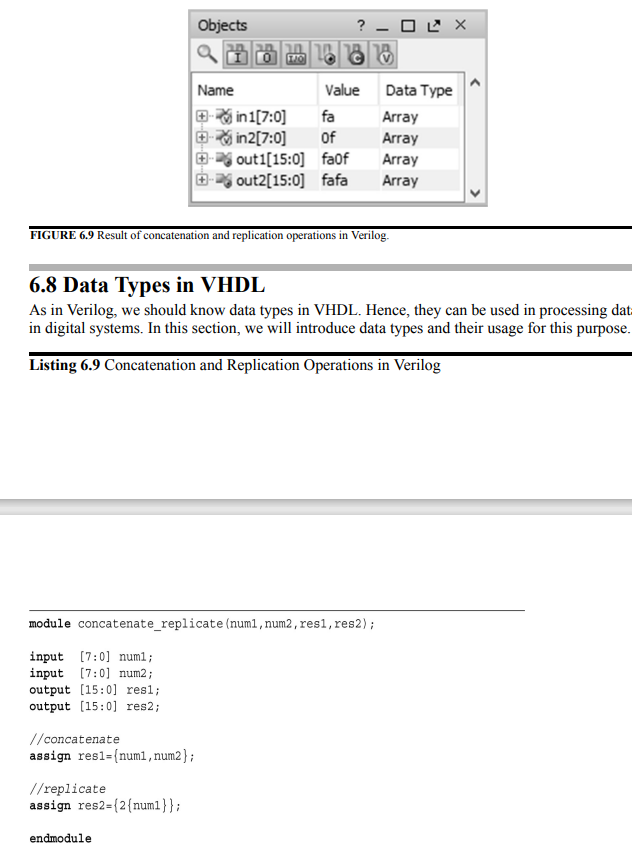 Objects ?
I O I/O C V
Name Value Data Type
in1[7:0] fa Array
in2[7:0] 0f Array
out1[15:0] fa0f Array
out2[15:0] fafa Array
FIGURE 6.9 Result of concatenation and replication operations in Verilog.
6.8 Data Types in VHDL
As in Verilog, we should know data types in VHDL. Hence, they can be used in processing dat
in digital systems. In this section, we will introduce data types and their usage for this purpose.
Listing 6.9 Concatenation and Replication Operations in Verilog
module concatenate_replicate(num1,num2,res1,res2);
input [7:0] num1;
input [7:0] num2;
output [15:0] res1;
output [15:0] res2;
//concatenate
assign res1={num1,num2};
//replicate
assign res2={2{num1}};
endmodule